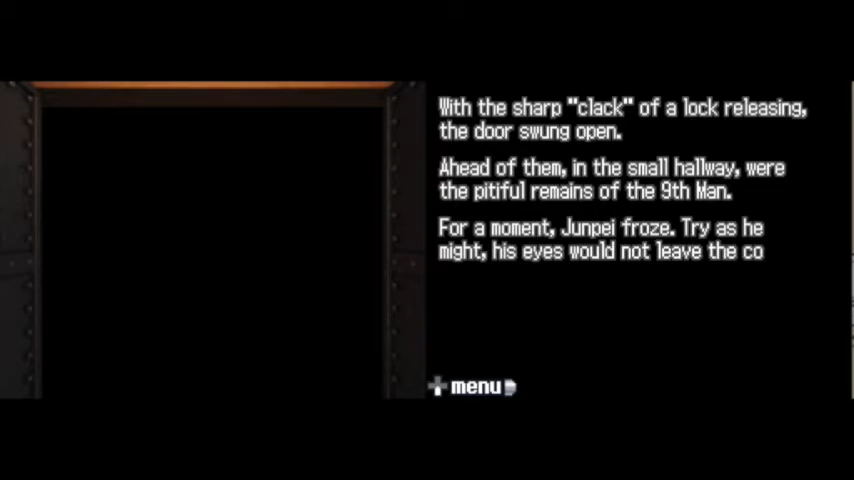 With the sharp "clack" of a lock releasing,
the door swung open.
Ahead of them, in the small hallway, were
the pitiful remains of the 9th Man.
For a moment, Junpei froze. Try as he
might, his eyes would not leave the co
menu